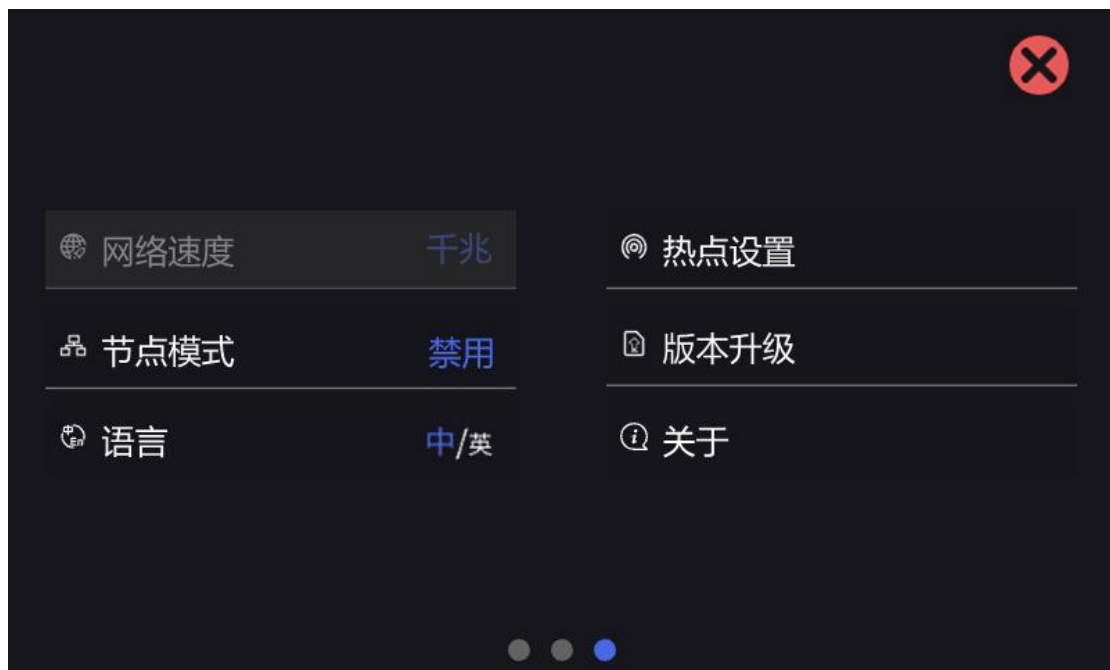 网络速度 千兆
热点设置
节点模式 禁用
版本升级
语言 中/英
关于